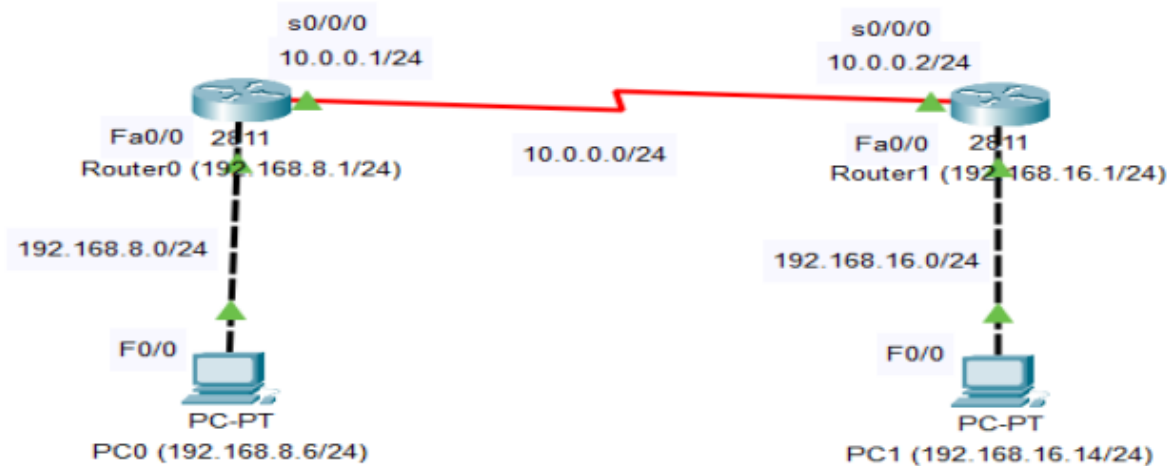 s0/0/0
10.0.0.1/24
s0/0/0
10.0.0.2/24
Fa0/0
2811
Router0 (192.168.8.1/24)
10.0.0.0/24
Fa0/0
2811
Router1 (192.168.16.1/24)
192.168.8.0/24
192.168.16.0/24
F0/0
F0/0
PC-PT
PC0 (192.168.8.6/24)
PC-PT
PC1 (192.168.16.14/24)